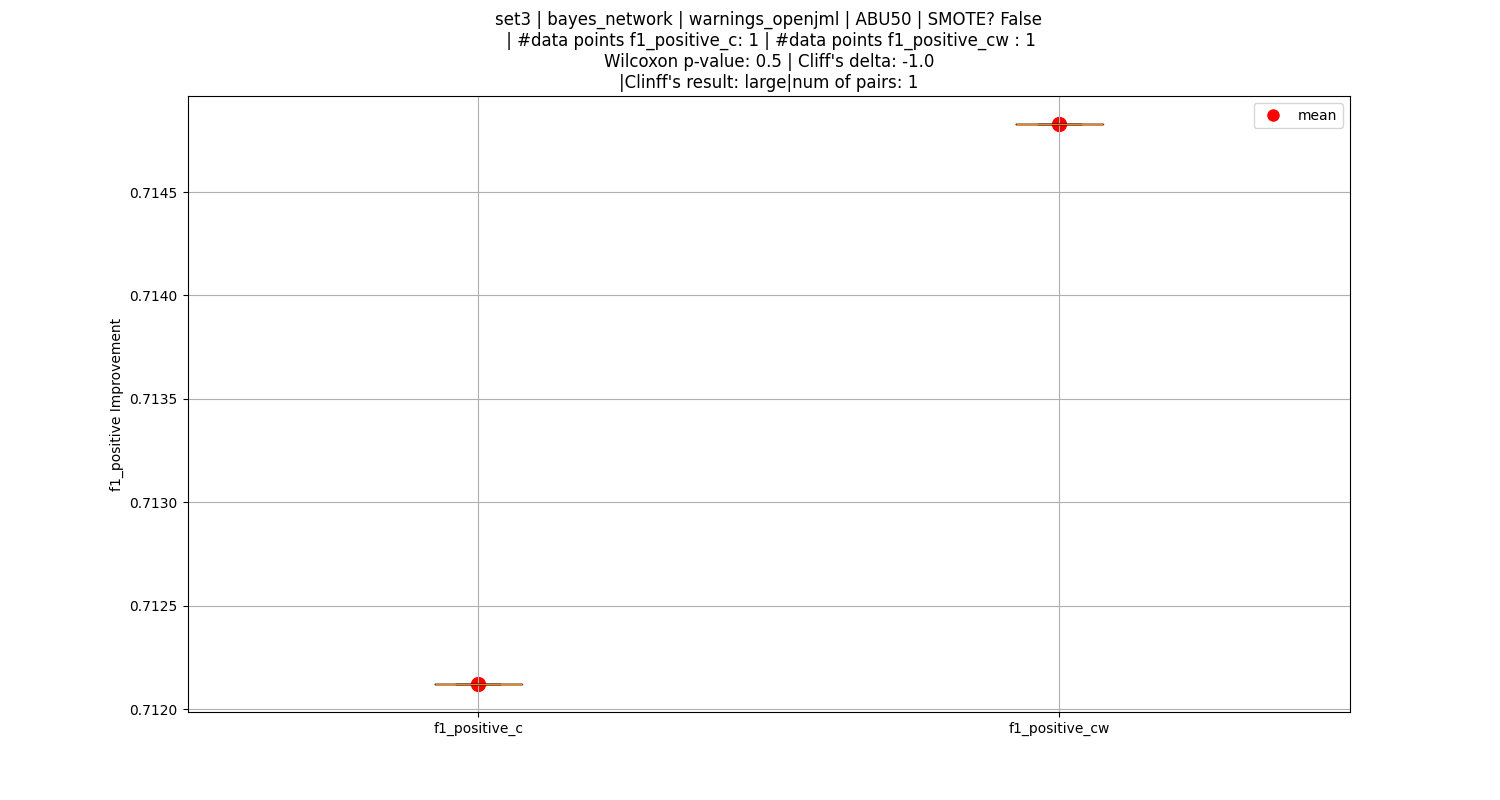 set3 | bayes_network | warnings_openjml | ABU50 | SMOTE? False
| #data points f1_positive_c: 1 | #data points f1_positive_cw : 1
Wilcoxon p-value: 0.5 | Cliff's delta: -1.0
|Clinff's result: large|num of pairs: 1
mean
0.7145
0.7140
0.7135
0.7130
0.7125
0.7120
f1_positive Improvement
f1_positive_c
f1_positive_cw